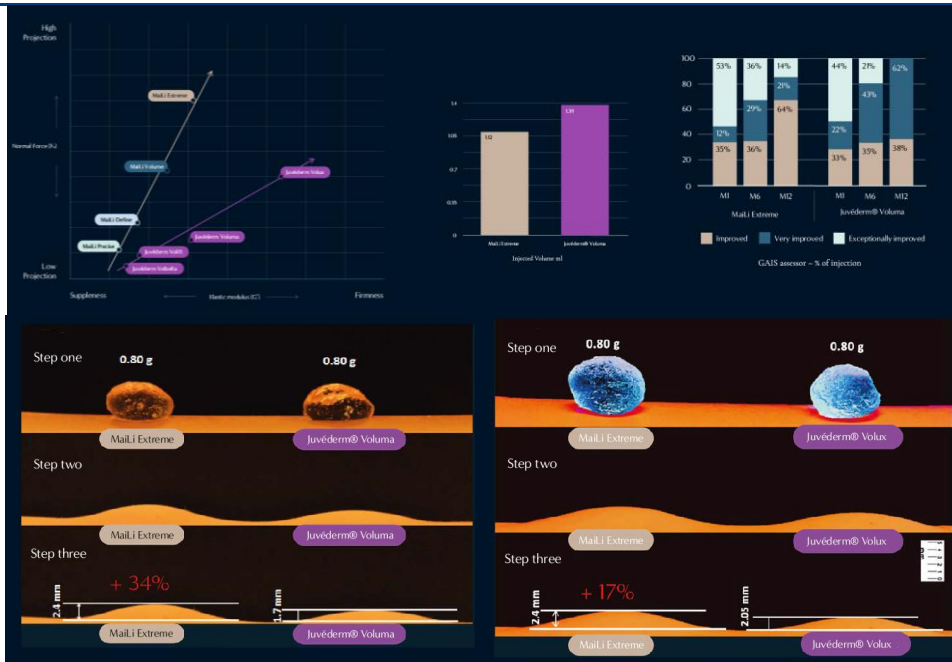 High
Projection
MaiLi Extreme
Normal Force (Fₙ)
MaiLi Volume
Juvéderm Volux
MaiLi Define
Juvéderm Voluma
MaiLi Precise
Juvéderm Volift
Juvéderm Volbella
Low
Projection
Suppleness
Elastic modulus (G')
Firmness
1.4
1.05
0.7
0.35
0
MaiLi Extreme
Juvéderm® Voluma
Injected Volume ml
100
80
60
40
20
0
53% 36% 14% 44% 21% 62%
12% 29% 21% 22% 43%
35% 36% 64% 33% 35% 38%
M1 M6 M12 M1 M6 M12
MaiLi Extreme Juvéderm® Voluma
Improved Very improved Exceptionally improved
GAIS assessor – % of injection
Step one
0.80 g 0.80 g
MaiLi Extreme Juvéderm® Voluma
Step two
MaiLi Extreme Juvéderm® Voluma
Step three
+ 34%
2.4 mm 1.7 mm
MaiLi Extreme Juvéderm® Voluma
Step one
0.80 g 0.80 g
MaiLi Extreme Juvéderm® Volux
Step two
MaiLi Extreme Juvéderm® Volux
Step three
+ 17%
2.4 mm 2.05 mm
MaiLi Extreme Juvéderm® Volux